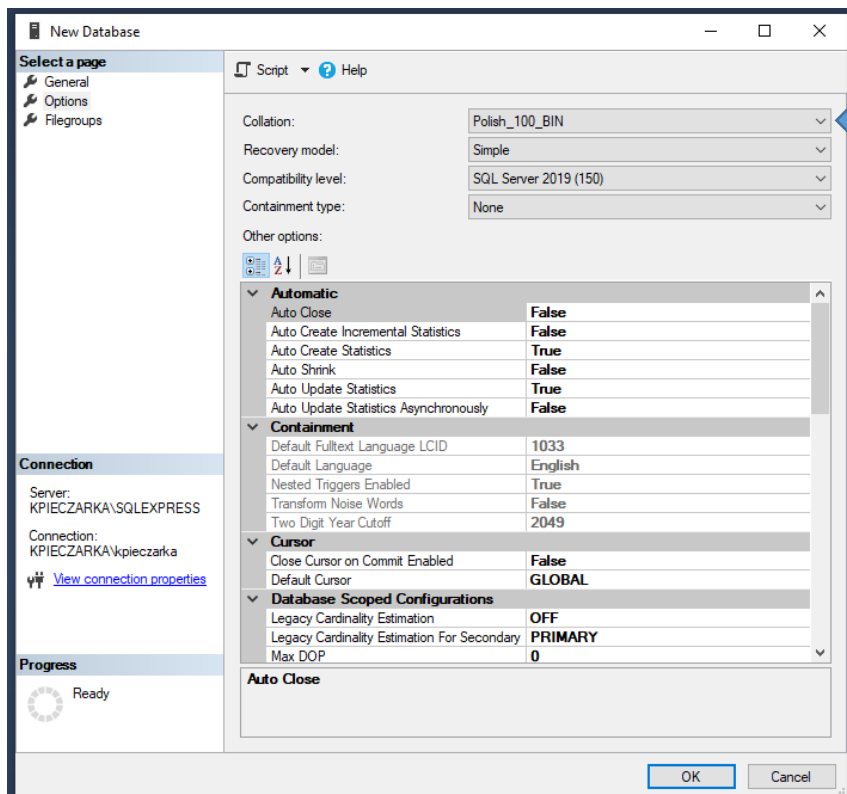 New Database
Select a page
General
Options
Filegroups
Script Help
Collation: Polish_100_BIN
Recovery model: Simple
Compatibility level: SQL Server 2019 (150)
Containment type: None
Other options:
Automatic
Auto Close False
Auto Create Incremental Statistics False
Auto Create Statistics True
Auto Shrink False
Auto Update Statistics True
Auto Update Statistics Asynchronously False
Containment
Default Fulltext Language LCID 1033
Default Language English
Nested Triggers Enabled True
Transform Noise Words False
Two Digit Year Cutoff 2049
Cursor
Close Cursor on Commit Enabled False
Default Cursor GLOBAL
Database Scoped Configurations
Legacy Cardinality Estimation OFF
Legacy Cardinality Estimation For Secondary PRIMARY
Max DOP 0
Auto Close
Connection
Server:
KPIECZARKA\SQLEXPRESS
Connection:
KPIECZARKA\kpieczarka
View connection properties
Progress
Ready
OK Cancel